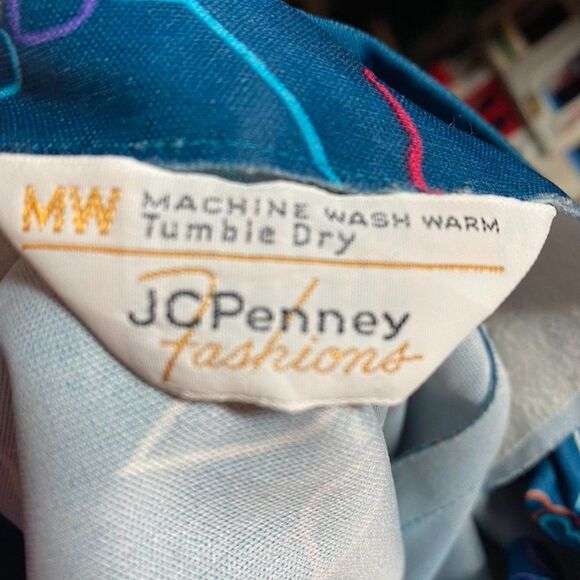 MW MACHINE WASH WARM
Tumble Dry
JCPenney
fashions